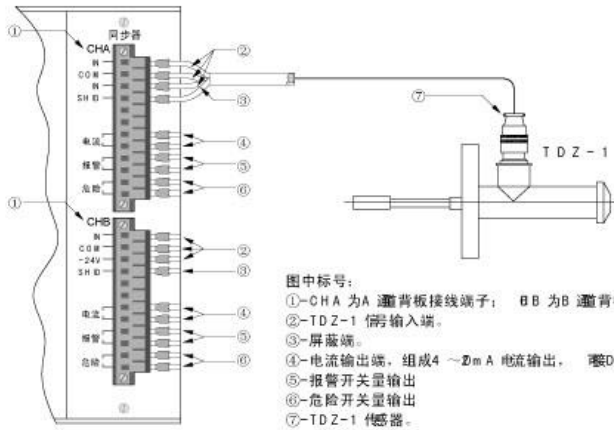 同步器
① CHA ②
IN
COM
IN
SHID ③
⑦
TDZ-1
电流 ④
报警 ⑤
危险 ⑥
① CHB
IN
COM ②
-24V
SHID ③
电流 ④
报警 ⑤
危险 ⑥
图中标号:
①-CHA 为A 通道背板接线端子; B 为B 通道背
②-TDZ-1 信号输入端。
③-屏蔽端。
④-电流输出端,组成4 ~20mA 电流输出,
⑤-报警开关量输出
⑥-危险开关量输出
⑦-TDZ-1 传感器。